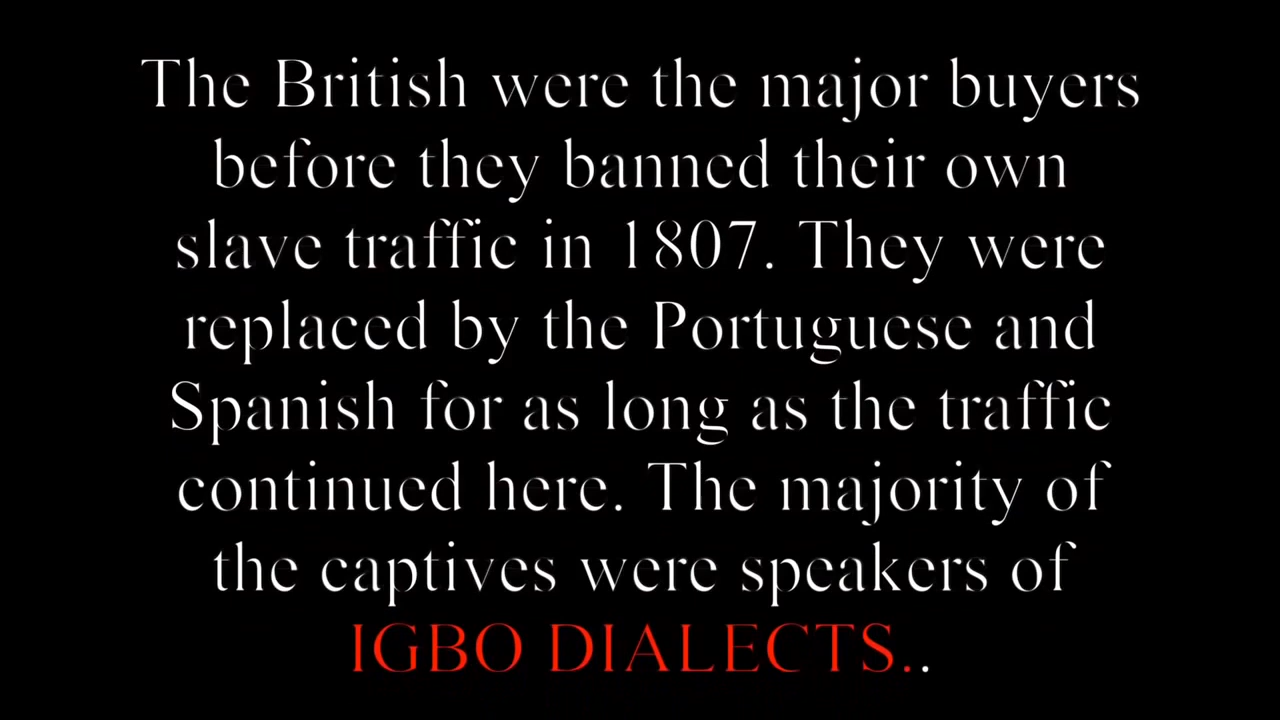 The British were the major buyers
before they banned their own
slave traffic in 1807. They were
replaced by the Portuguese and
Spanish for as long as the traffic
continued here. The majority of
the captives were speakers of
IGBO DIALECTS..